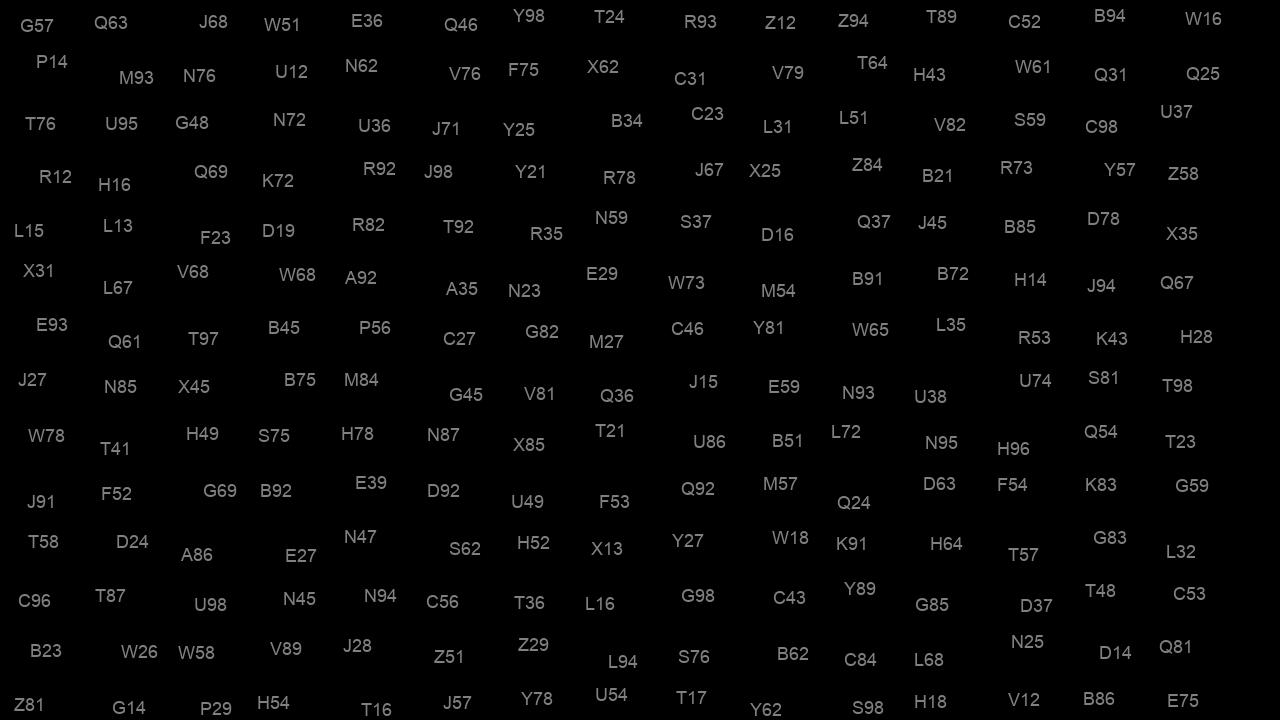 G57 Q63 J68 W51 E36 Q46 Y98 T24 R93 Z12 Z94 T89 C52 B94 W16
P14 M93 N76 U12 N62 V76 F75 X62 C31 V79 T64 H43 W61 Q31 Q25
T76 U95 G48 N72 U36 J71 Y25 B34 C23 L31 L51 V82 S59 C98 U37
R12 H16 Q69 K72 R92 J98 Y21 R78 J67 X25 Z84 B21 R73 Y57 Z58
L15 L13 F23 D19 R82 T92 R35 N59 S37 D16 Q37 J45 B85 D78 X35
X31 L67 V68 W68 A92 A35 N23 E29 W73 M54 B91 B72 H14 J94 Q67
E93 Q61 T97 B45 P56 C27 G82 M27 C46 Y81 W65 L35 R53 K43 H28
J27 N85 X45 B75 M84 G45 V81 Q36 J15 E59 N93 U38 U74 S81 T98
W78 T41 H49 S75 H78 N87 X85 T21 U86 B51 L72 N95 H96 Q54 T23
J91 F52 G69 B92 E39 D92 U49 F53 Q92 M57 Q24 D63 F54 K83 G59
T58 D24 A86 E27 N47 S62 H52 X13 Y27 W18 K91 H64 T57 G83 L32
C96 T87 U98 N45 N94 C56 T36 L16 G98 C43 Y89 G85 D37 T48 C53
B23 W26 W58 V89 J28 Z51 Z29 L94 S76 B62 C84 L68 N25 D14 Q81
Z81 G14 P29 H54 T16 J57 Y78 U54 T17 Y62 S98 H18 V12 B86 E75